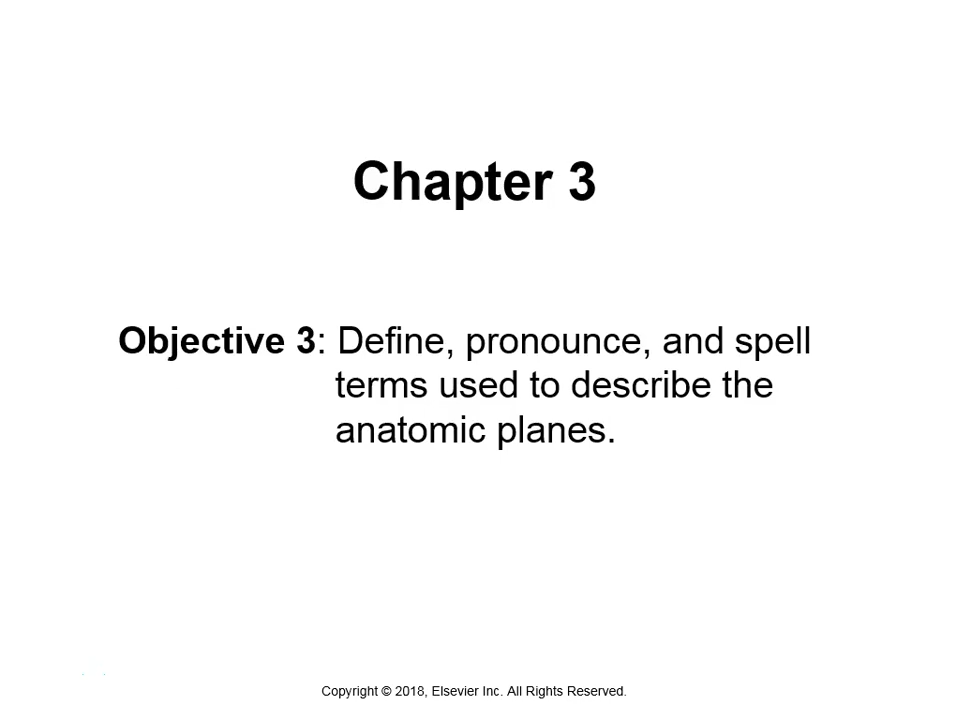 Chapter 3
Objective 3: Define, pronounce, and spell
terms used to describe the
anatomic planes.
Copyright © 2018, Elsevier Inc. All Rights Reserved.